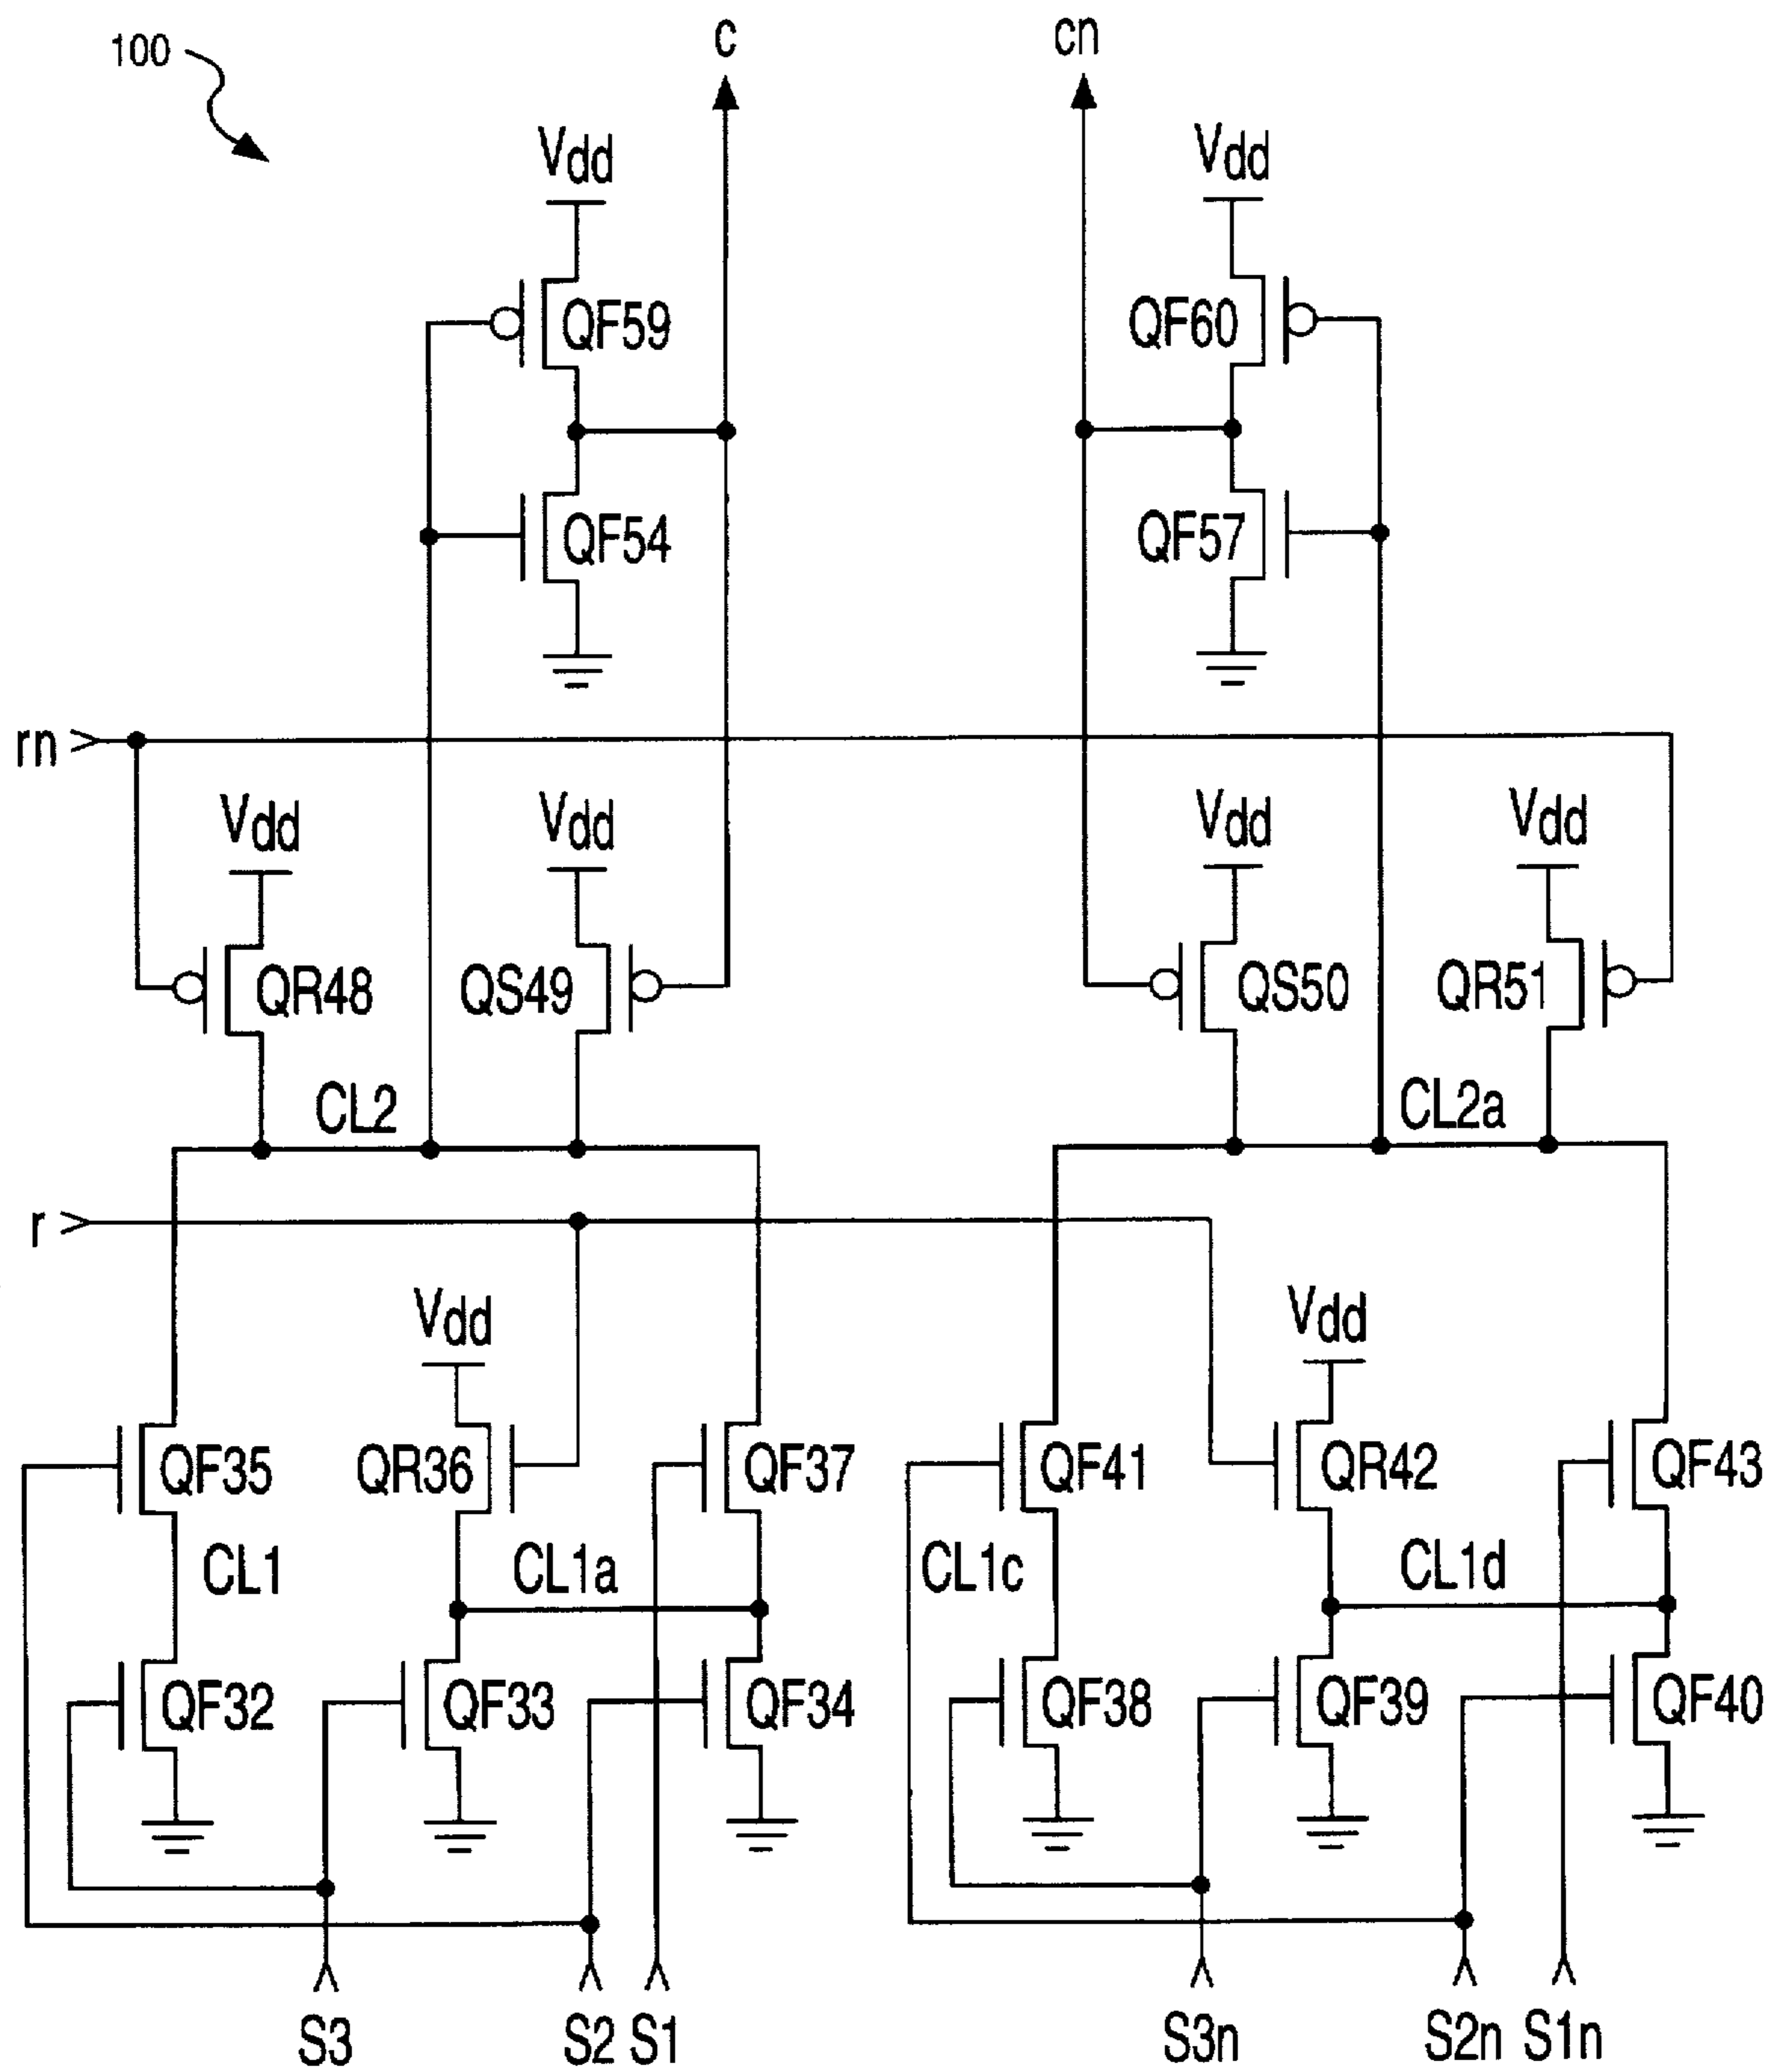 100
c
cn
Vdd
Vdd
QF59
QF60
QF54
QF57
rn
Vdd
Vdd
Vdd
Vdd
QR48
QS49
QS50
QR51
CL2
CL2a
r
Vdd
Vdd
QF35
QR36
QF37
QF41
QR42
QF43
CL1
CL1a
CL1c
CL1d
QF32
QF33
QF34
QF38
QF39
QF40
S3
S2
S1
S3n
S2n
S1n